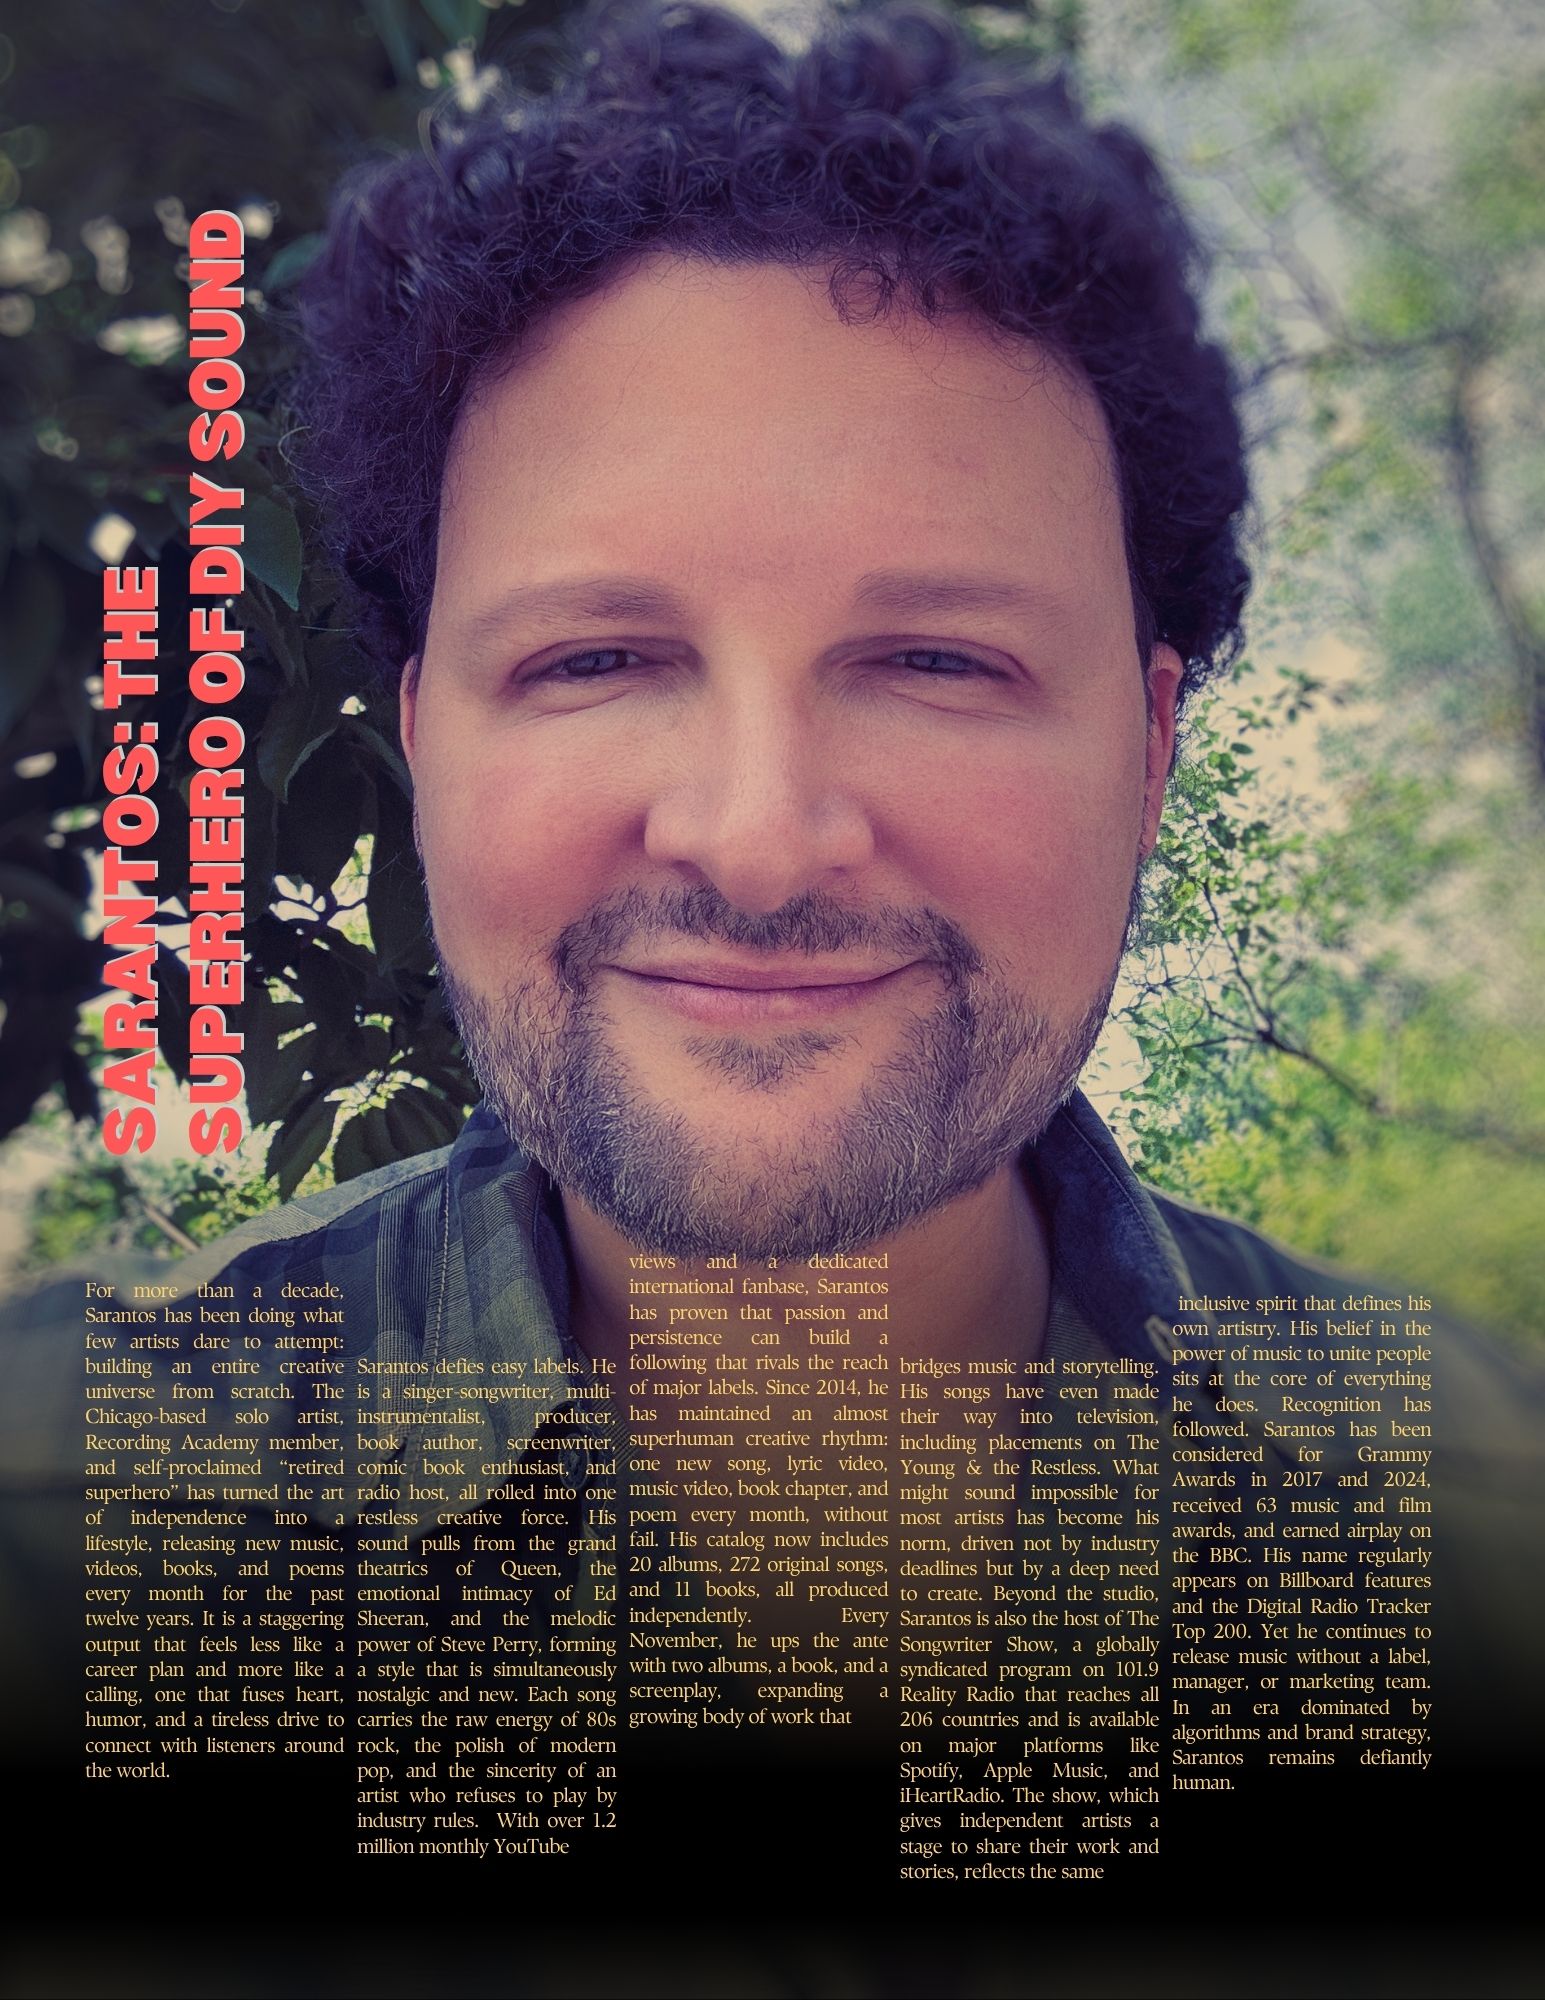 SARANTOS: THE
SUPERHERO OF DIY SOUND
For more than a decade,
Sarantos has been doing what
few artists dare to attempt:
building an entire creative
universe from scratch. The
Chicago-based solo artist,
Recording Academy member,
and self-proclaimed “retired
superhero” has turned the art
of independence into a
lifestyle, releasing new music,
videos, books, and poems
every month for the past
twelve years. It is a staggering
output that feels less like a
career plan and more like a
calling, one that fuses heart,
humor, and a tireless drive to
connect with listeners around
the world.
Sarantos defies easy labels. He
is a singer-songwriter, multi-
instrumentalist, producer,
book author, screenwriter,
comic book enthusiast, and
radio host, all rolled into one
restless creative force. His
sound pulls from the grand
theatrics of Queen, the
emotional intimacy of Ed
Sheeran, and the melodic
power of Steve Perry, forming
a style that is simultaneously
nostalgic and new. Each song
carries the raw energy of 80s
rock, the polish of modern
pop, and the sincerity of an
artist who refuses to play by
industry rules. With over 1.2
million monthly YouTube
views and a dedicated
international fanbase, Sarantos
has proven that passion and
persistence can build a
following that rivals the reach
of major labels. Since 2014, he
has maintained an almost
superhuman creative rhythm:
one new song, lyric video,
music video, book chapter, and
poem every month, without
fail. His catalog now includes
20 albums, 272 original songs,
and 11 books, all produced
independently. Every
November, he ups the ante
with two albums, a book, and a
screenplay, expanding a
growing body of work that
bridges music and storytelling.
His songs have even made
their way into television,
including placements on The
Young & the Restless. What
might sound impossible for
most artists has become his
norm, driven not by industry
deadlines but by a deep need
to create. Beyond the studio,
Sarantos is also the host of The
Songwriter Show, a globally
syndicated program on 101.9
Reality Radio that reaches all
206 countries and is available
on major platforms like
Spotify, Apple Music, and
iHeartRadio. The show, which
gives independent artists a
stage to share their work and
stories, reflects the same
inclusive spirit that defines his
own artistry. His belief in the
power of music to unite people
sits at the core of everything
he does. Recognition has
followed. Sarantos has been
considered for Grammy
Awards in 2017 and 2024,
received 63 music and film
awards, and earned airplay on
the BBC. His name regularly
appears on Billboard features
and the Digital Radio Tracker
Top 200. Yet he continues to
release music without a label,
manager, or marketing team.
In an era dominated by
algorithms and brand strategy,
Sarantos remains defiantly
human.